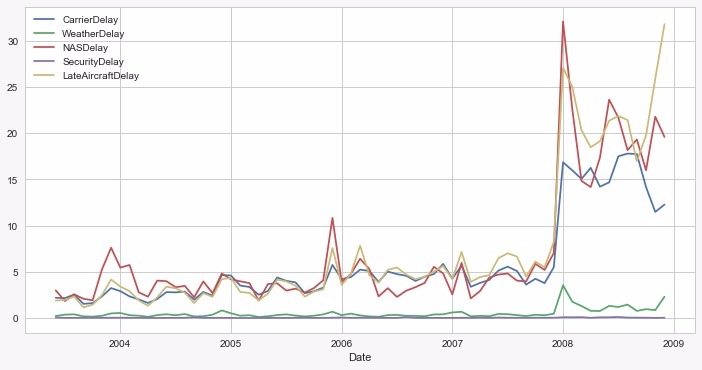 CarrierDelay
WeatherDelay
NASDelay
SecurityDelay
LateAircraftDelay
30
25
20
15
10
5
0
2004 2005 2006 2007 2008 2009
Date